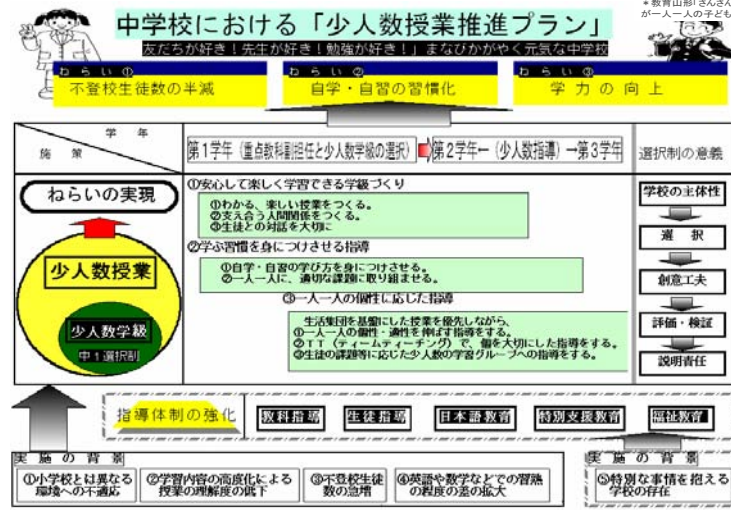 ＊教育山形「さんさん
が一人一人の子ども
中学校における「少人数授業推進プラン」
友だちが好き！先生が好き！勉強が好き！」まなびかがやく元気な中学校
ねらい①
不登校生徒数の半減
ねらい②
自学・自習の習慣化
ねらい③
学力の向上
学年
施策
第1学年（重点教科副担任と少人数学級の選択）
第2学年←（少人数指導）→第3学年
選択制の意義
ねらいの実現
少人数授業
少人数学級
中1選択制
①安心して楽しく学習できる学級づくり
①わかる、楽しい授業をつくる。
②支え合う人間関係をつくる。
③生徒との対話を大切に
②学ぶ習慣を身につけさせる指導
①自学・自習の学び方を身につけさせる。
②一人一人に、適切な課題に取り組ませる。
③一人一人の個性に応じた指導
生活集団を基盤にした授業を優先しながら、
①一人一人の個性・適性を伸ばす指導をする。
②TT（ティームティーチング）で、個を大切にした指導をする。
③生徒の課題等に応じた少人数の学習グループへの指導をする。
学校の主体性
選択
創意工夫
評価・検証
説明責任
指導体制の強化
教科指導
生徒指導
日本語教育
特別支援教育
福祉教育
実施の背景
①小学校とは異なる
環境への不適応
②学習内容の高度化による
授業の理解度の低下
③不登校生徒
数の急増
④英語や数学などでの習熟
の程度の差の拡大
実施の背景
⑤特別な事情を抱える
学校の存在